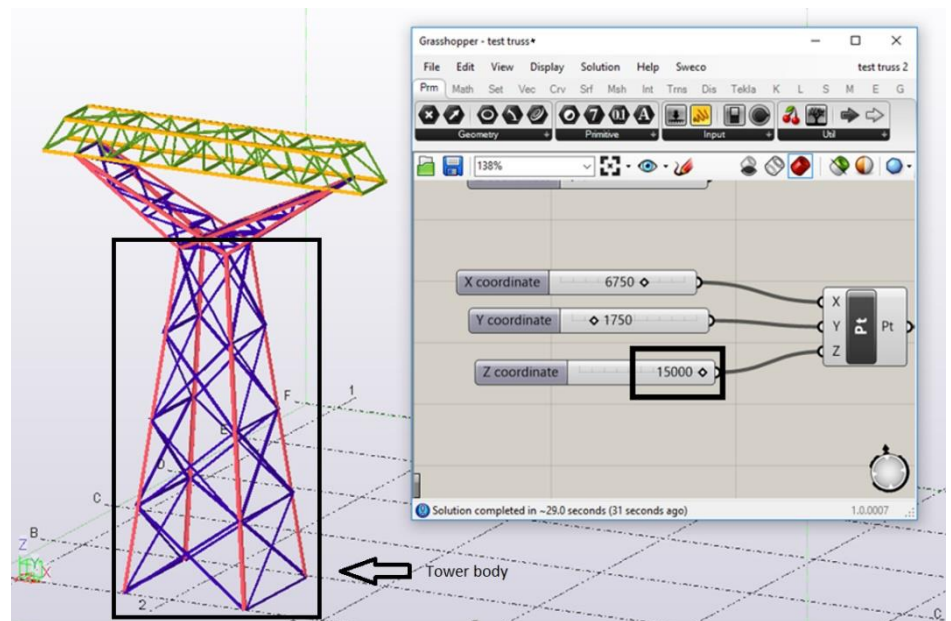 Grasshopper - test truss*
File Edit View Display Solution Help Sweco test truss 2
Prm Math Set Vec Crv Srf Msh Int Trns Dis Tekla K L S M E G
Geometry Primitive Input Util
138%
X coordinate 6750
Y coordinate 1750
Z coordinate 15000
X
Y Pt Pt
Z
Solution completed in ~29.0 seconds (31 seconds ago) 1.0.0007
F
1
E
D
C
B
Z
Y
X
2
Tower body
C